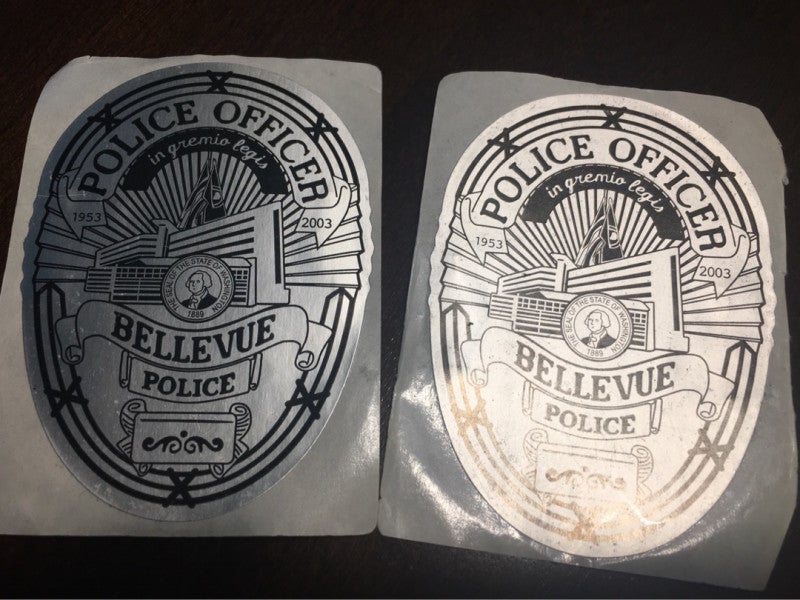 POLICE OFFICER
in gremio legis
1953
2003
THE SEAL OF THE STATE OF WASHINGTON
1889
BELLEVUE
POLICE
POLICE OFFICER
in gremio legis
1953
2003
THE SEAL OF THE STATE OF WASHINGTON
1889
BELLEVUE
POLICE